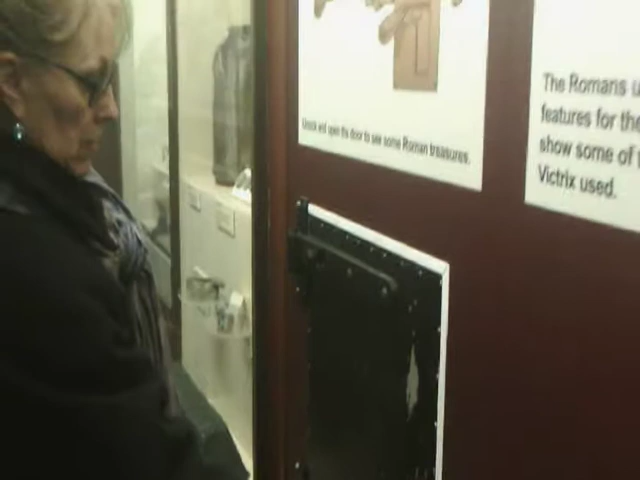 Unlock and open the door to see some Roman treasures.
The Romans u
features for the
show some of t
Victrix used.